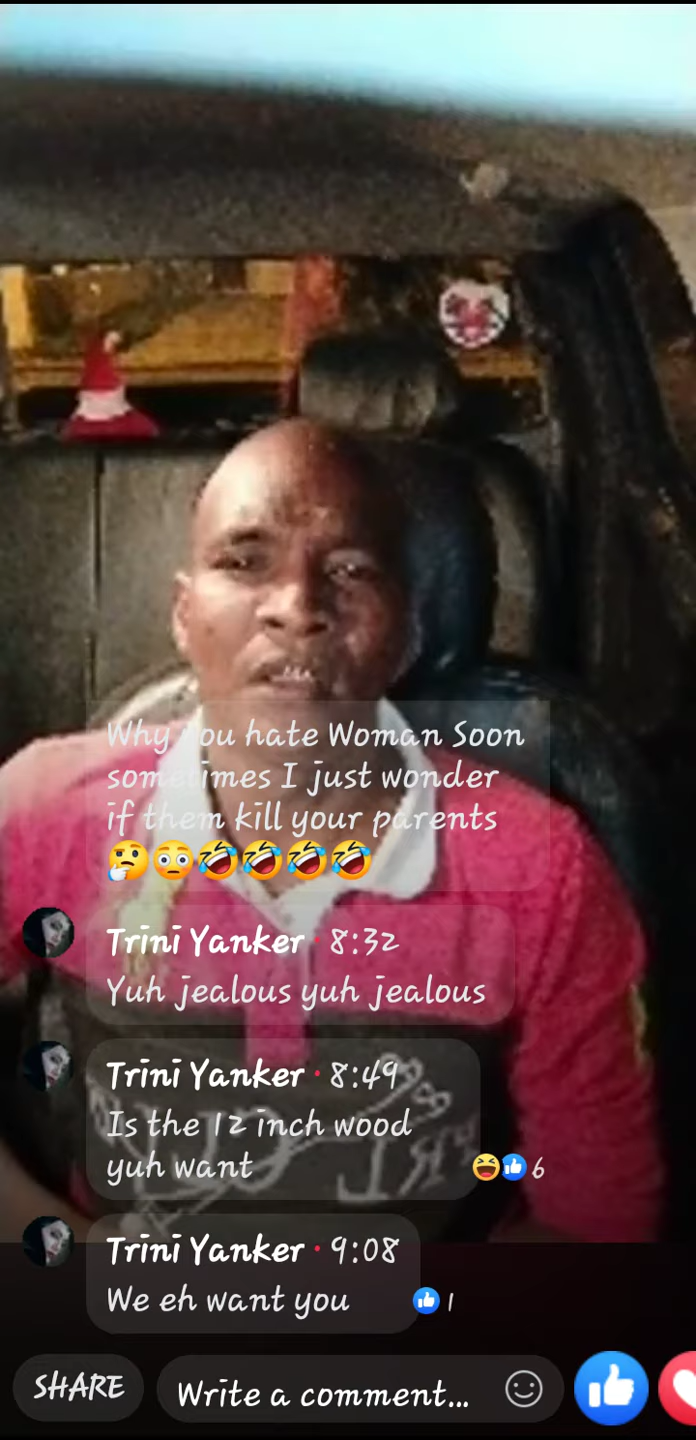 Why you hate Woman Soon
sometimes I just wonder
if them kill your parents
🤔😳🤣🤣🤣🤣
Trini Yanker · 8:32
Yuh jealous yuh jealous
Trini Yanker · 8:49
Is the 12 inch wood
yuh want
6
Trini Yanker · 9:08
We eh want you
1
SHARE
Write a comment...